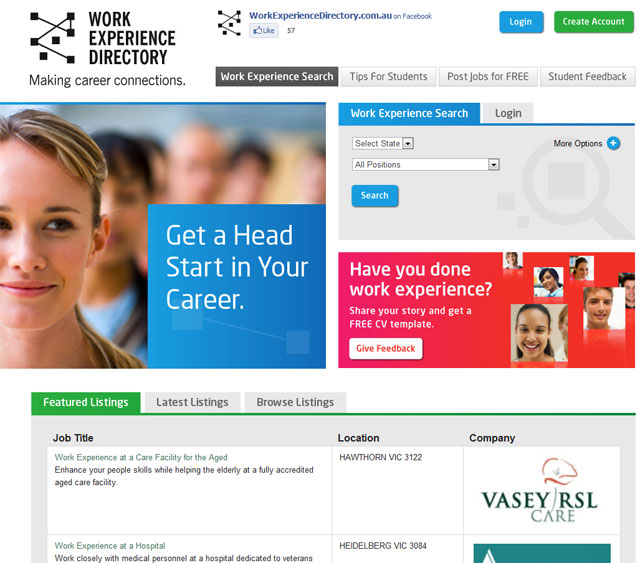 WORK
EXPERIENCE
DIRECTORY
Making career connections.
WorkExperienceDirectory.com.au on Facebook
Like 57
Login
Create Account
Work Experience Search
Tips For Students
Post Jobs for FREE
Student Feedback
Get a Head
Start in Your
Career.
Work Experience Search
Login
Select State
More Options
All Positions
Search
Have you done
work experience?
Share your story and get a
FREE CV template.
Give Feedback
Featured Listings
Latest Listings
Browse Listings
Job Title
Location
Company
Work Experience at a Care Facility for the Aged
Enhance your people skills while helping the elderly at a fully accredited
aged care facility.
HAWTHORN VIC 3122
VASEY RSL
CARE
Work Experience at a Hospital
Work closely with medical personnel at a hospital dedicated to veterans
HEIDELBERG VIC 3084